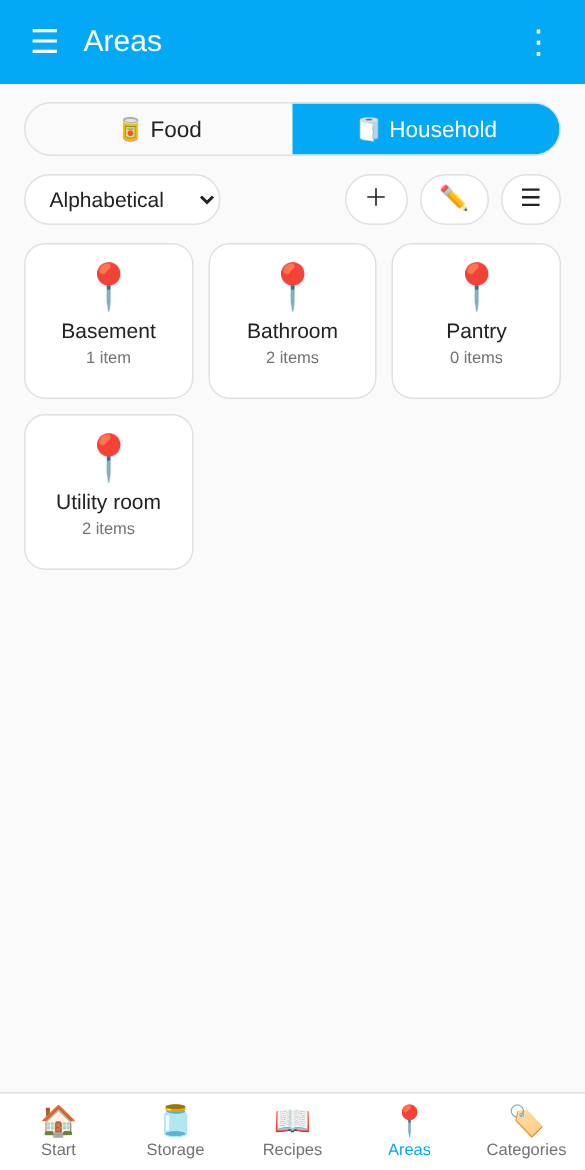 Areas
Food
Household
Alphabetical
Basement
1 item
Bathroom
2 items
Pantry
0 items
Utility room
2 items
Start
Storage
Recipes
Areas
Categories